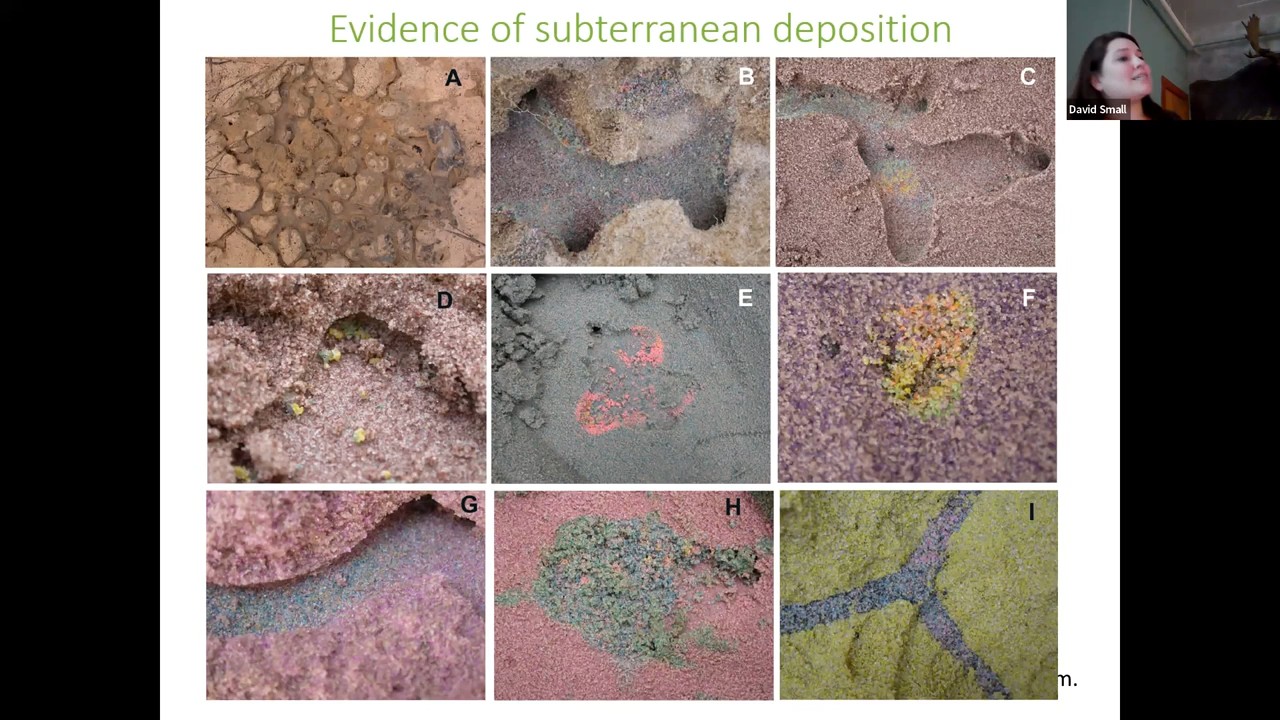 Evidence of subterranean deposition
A
B
C
David Small
D
E
F
G
H
I
m.